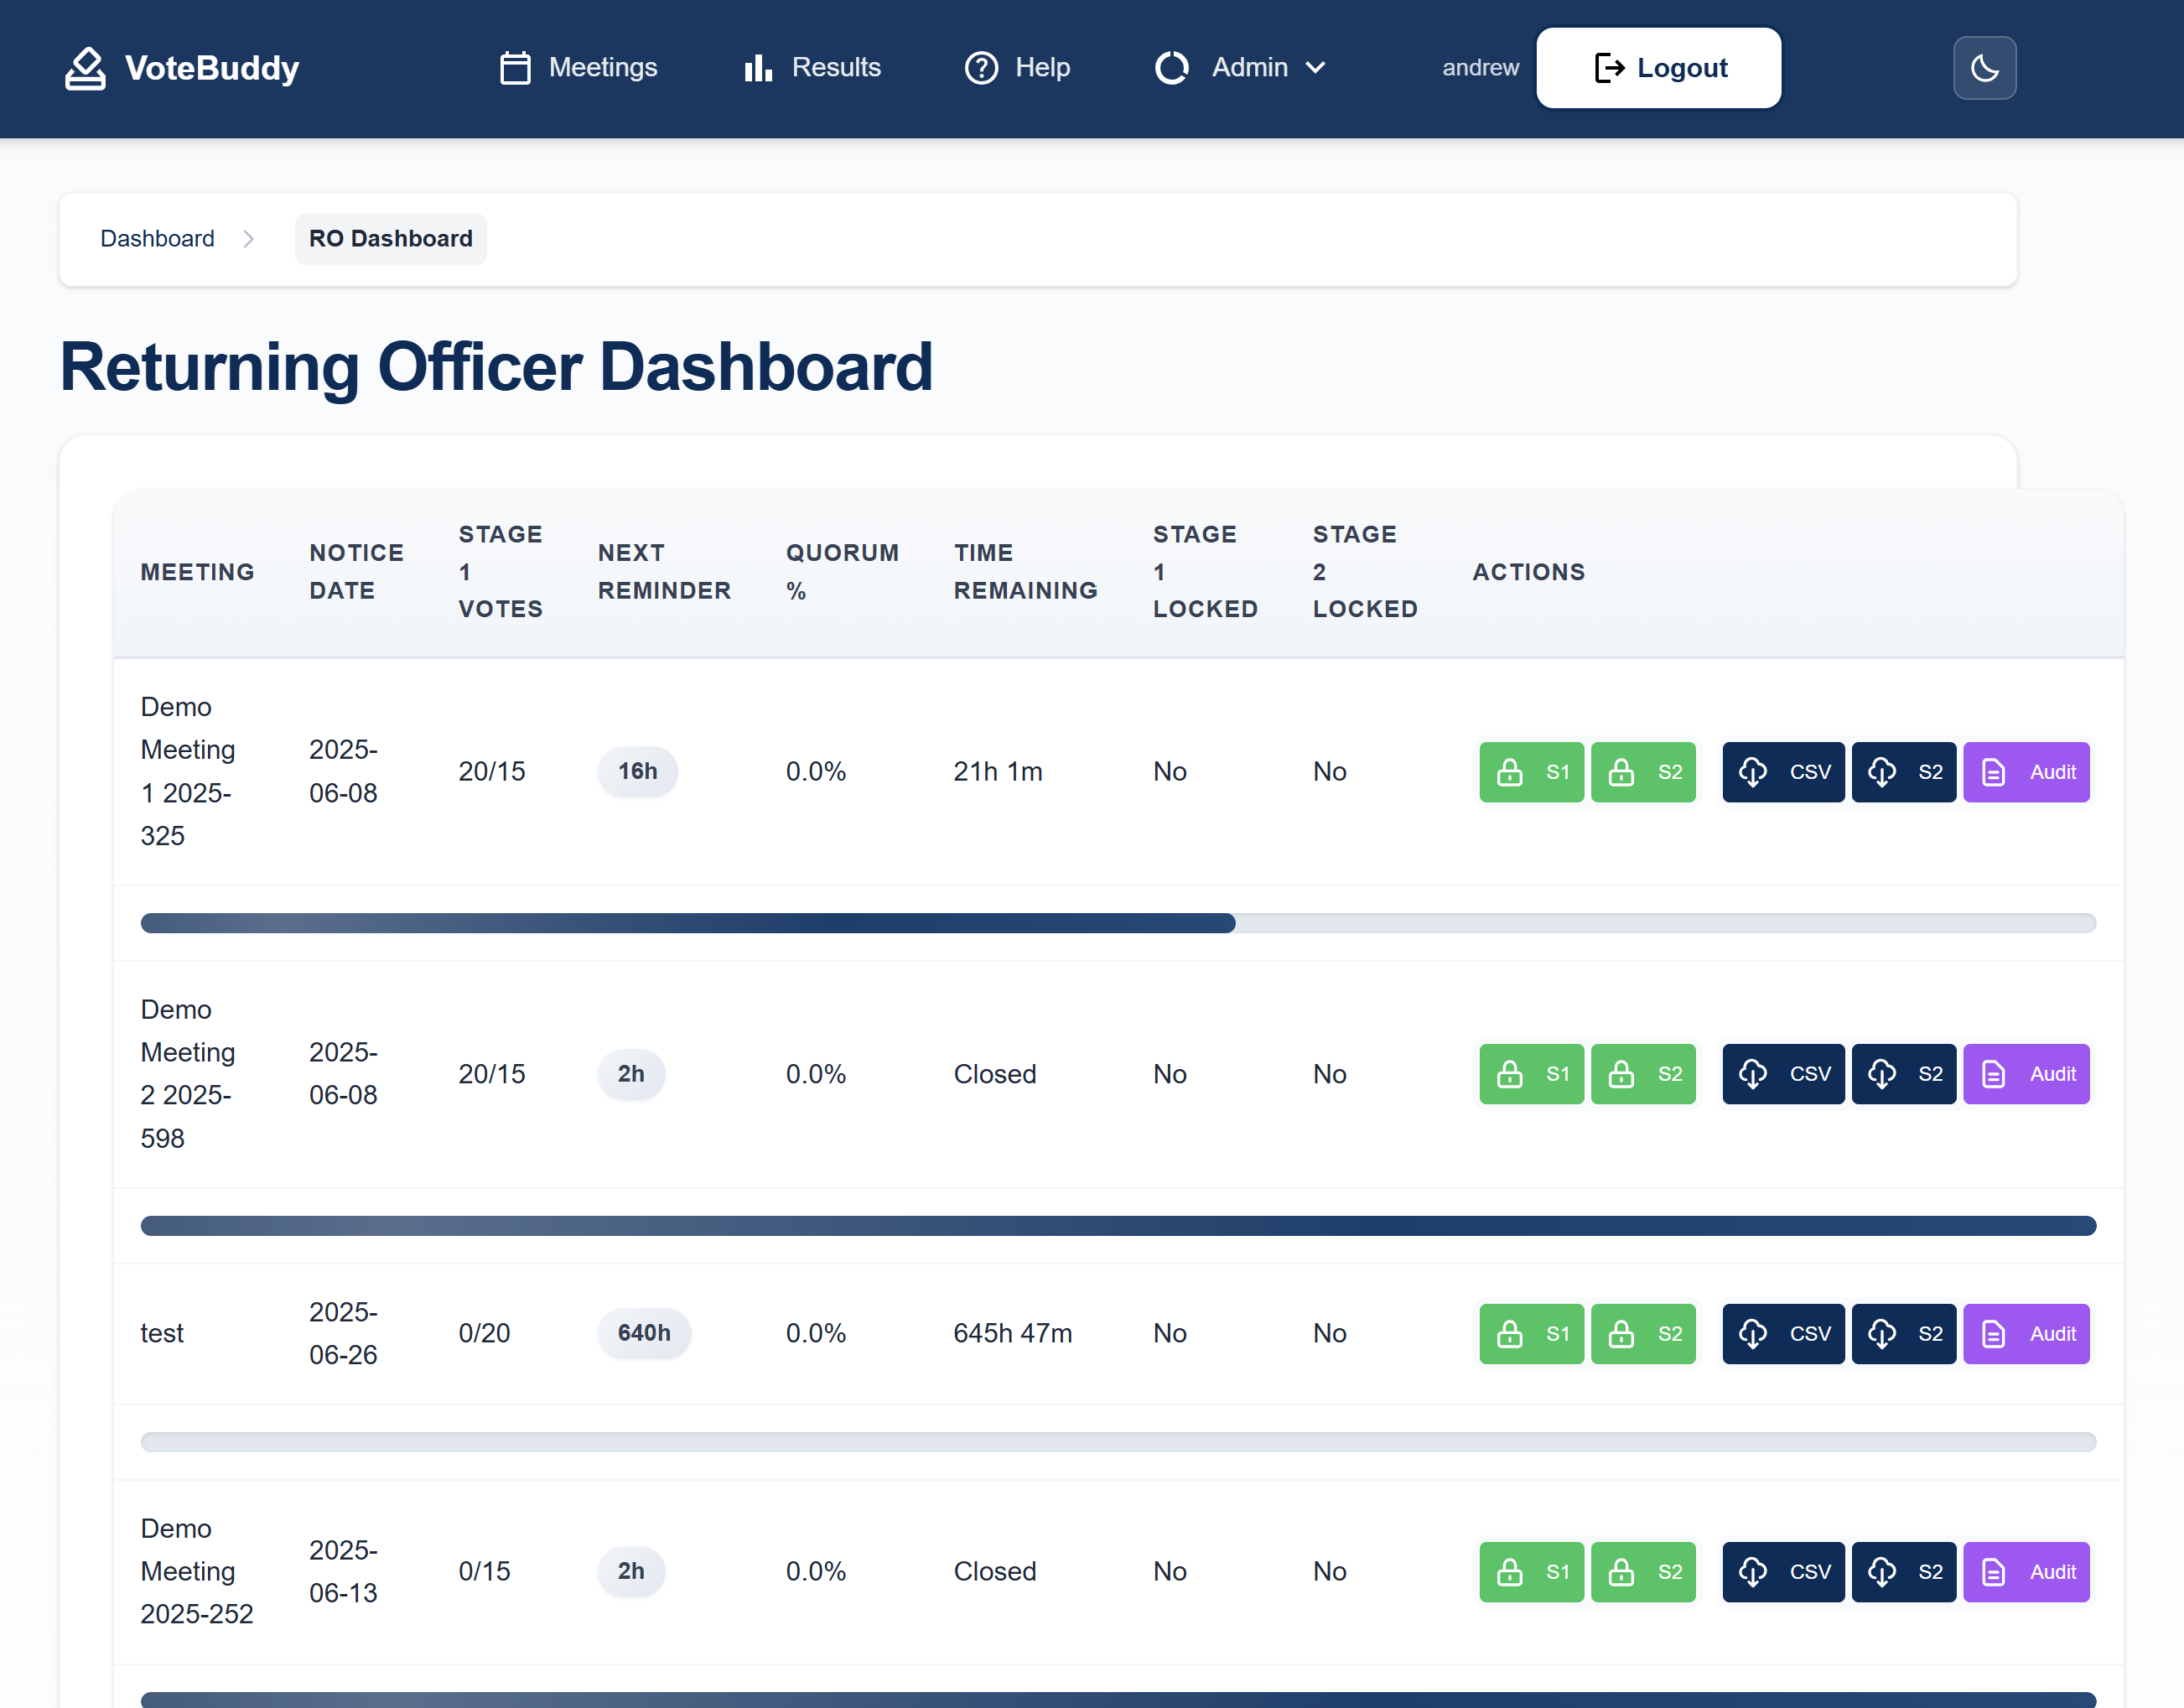 VoteBuddy
Meetings
Results
Help
Admin
andrew
Logout
Dashboard
RO Dashboard
Returning Officer Dashboard
MEETING
NOTICE
DATE
STAGE
1
VOTES
NEXT
REMINDER
QUORUM
%
TIME
REMAINING
STAGE
1
LOCKED
STAGE
2
LOCKED
ACTIONS
Demo
Meeting
1 2025-
325
2025-
06-08
20/15
16h
0.0%
21h 1m
No
No
S1
S2
CSV
S2
Audit
Demo
Meeting
2 2025-
598
2025-
06-08
20/15
2h
0.0%
Closed
No
No
S1
S2
CSV
S2
Audit
test
2025-
06-26
0/20
640h
0.0%
645h 47m
No
No
S1
S2
CSV
S2
Audit
Demo
Meeting
2025-252
2025-
06-13
0/15
2h
0.0%
Closed
No
No
S1
S2
CSV
S2
Audit